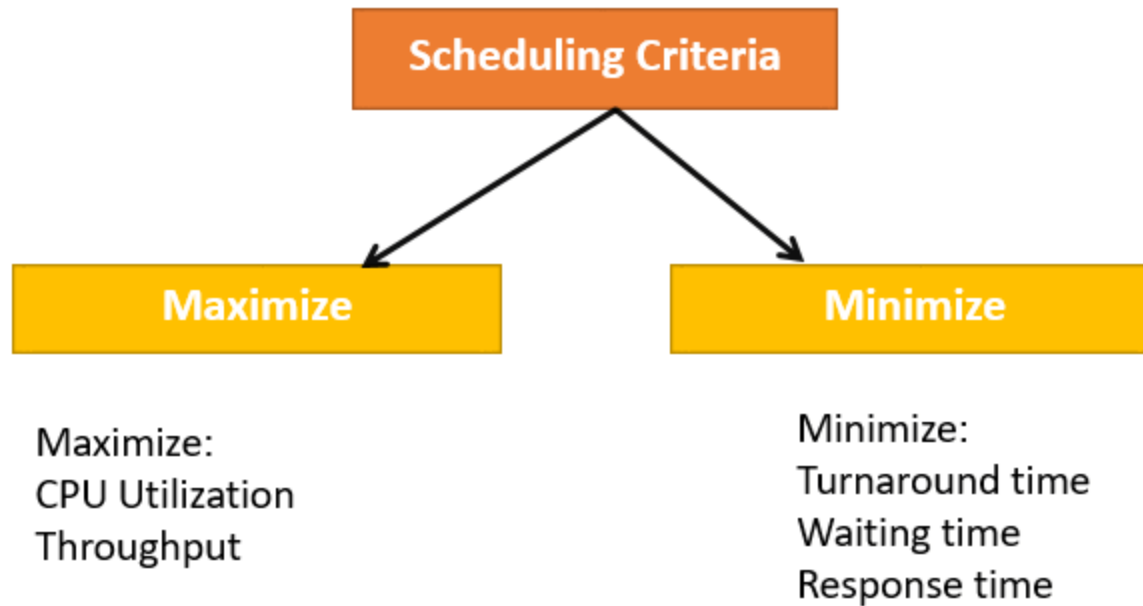 Scheduling Criteria
Maximize
Minimize
Maximize:
CPU Utilization
Throughput
Minimize:
Turnaround time
Waiting time
Response time